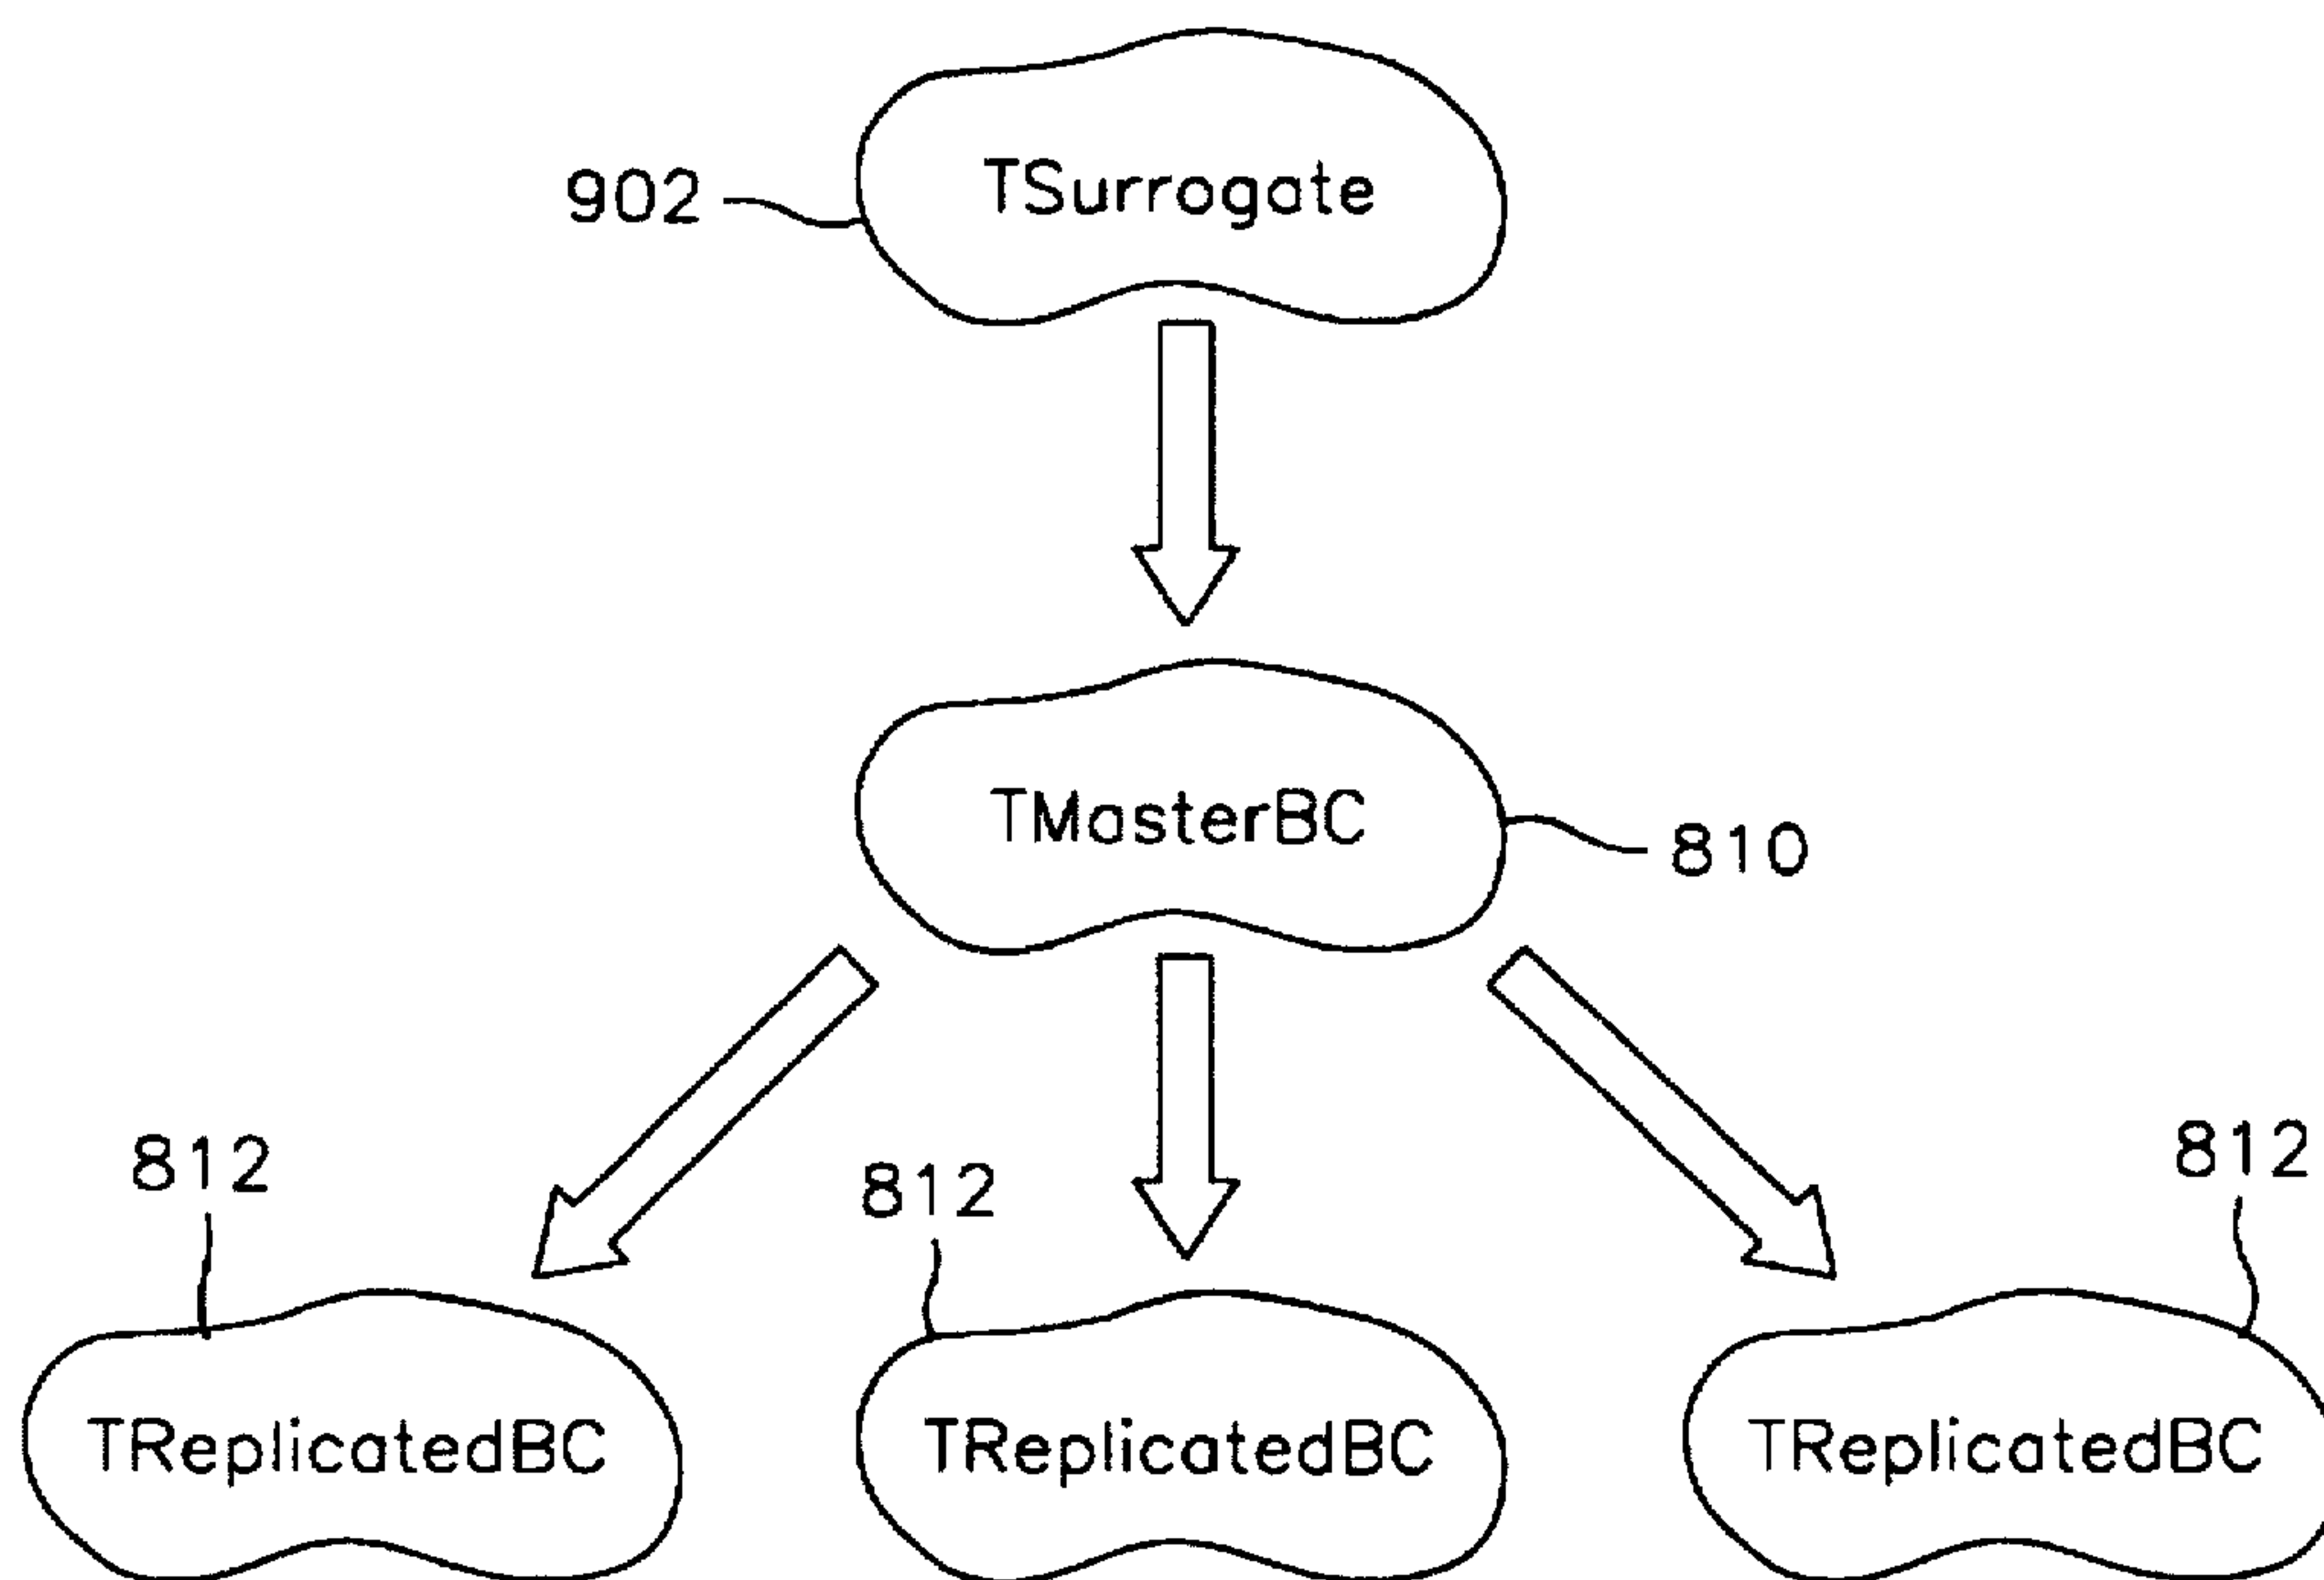 902
TSurrogate
TMasterBC
810
812
812
812
TReplicatedBC
TReplicatedBC
TReplicatedBC